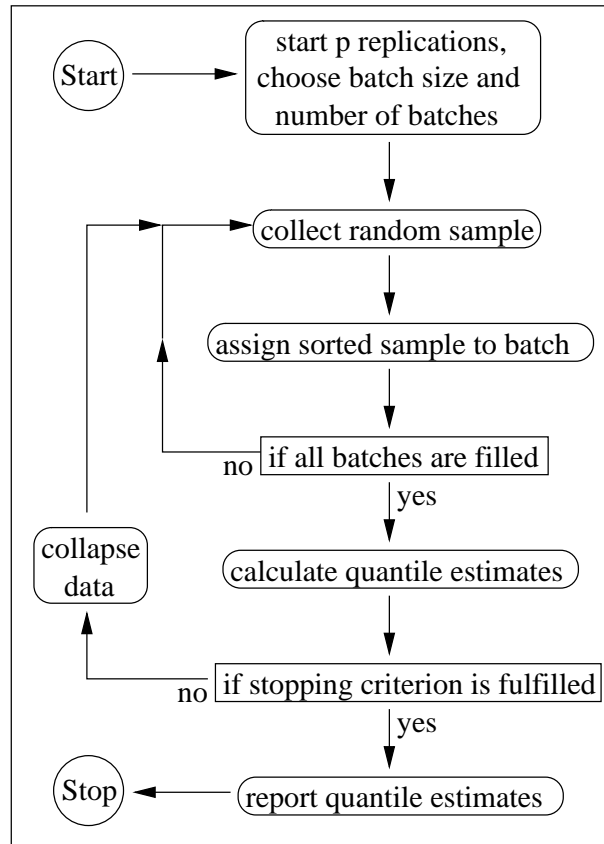 Start
start p replications,
choose batch size and
number of batches
collect random sample
assign sorted sample to batch
if all batches are filled
no
yes
collapse
data
calculate quantile estimates
if stopping criterion is fulfilled
no
yes
Stop
report quantile estimates